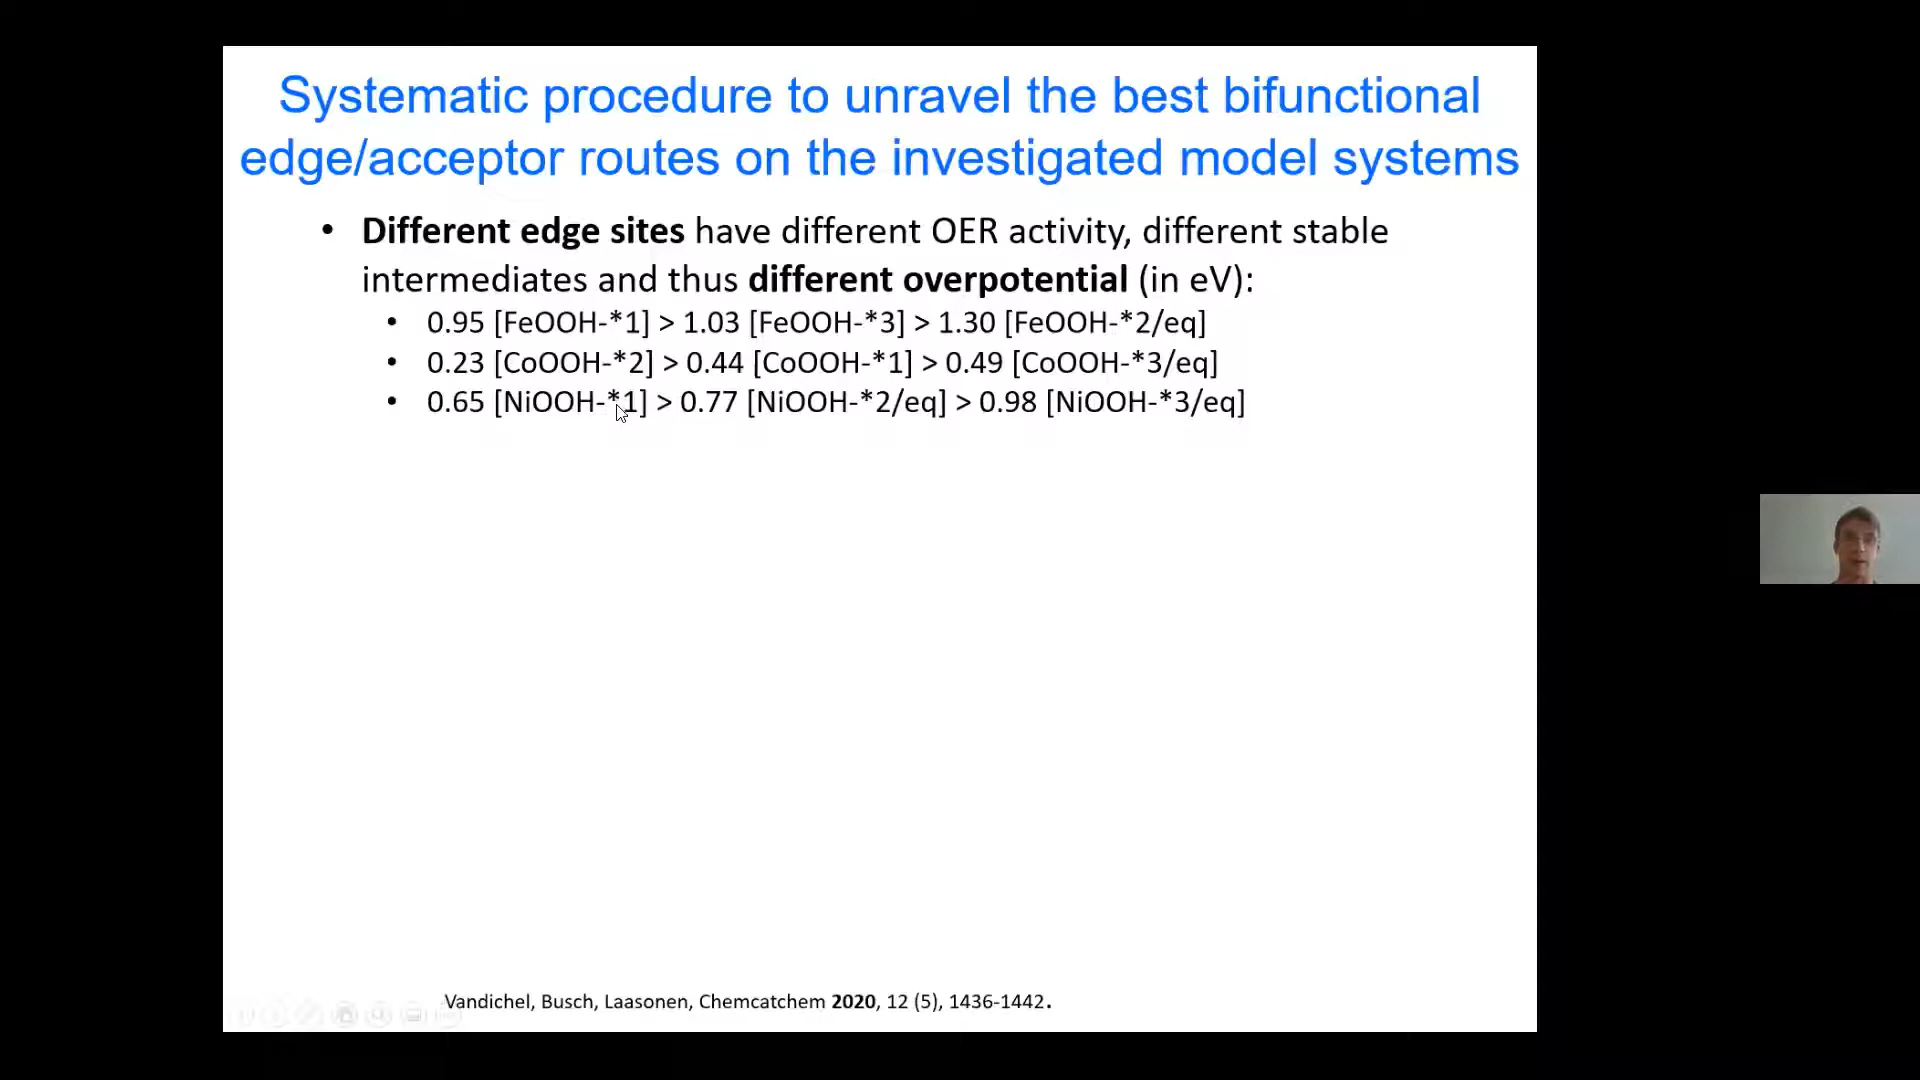 Systematic procedure to unravel the best bifunctional
edge/acceptor routes on the investigated model systems
• Different edge sites have different OER activity, different stable
intermediates and thus different overpotential (in eV):
• 0.95 [FeOOH-*1] > 1.03 [FeOOH-*3] > 1.30 [FeOOH-*2/eq]
• 0.23 [CoOOH-*2] > 0.44 [CoOOH-*1] > 0.49 [CoOOH-*3/eq]
• 0.65 [NiOOH-*1] > 0.77 [NiOOH-*2/eq] > 0.98 [NiOOH-*3/eq]
Vandichel, Busch, Laasonen, Chemcatchem 2020, 12 (5), 1436-1442.